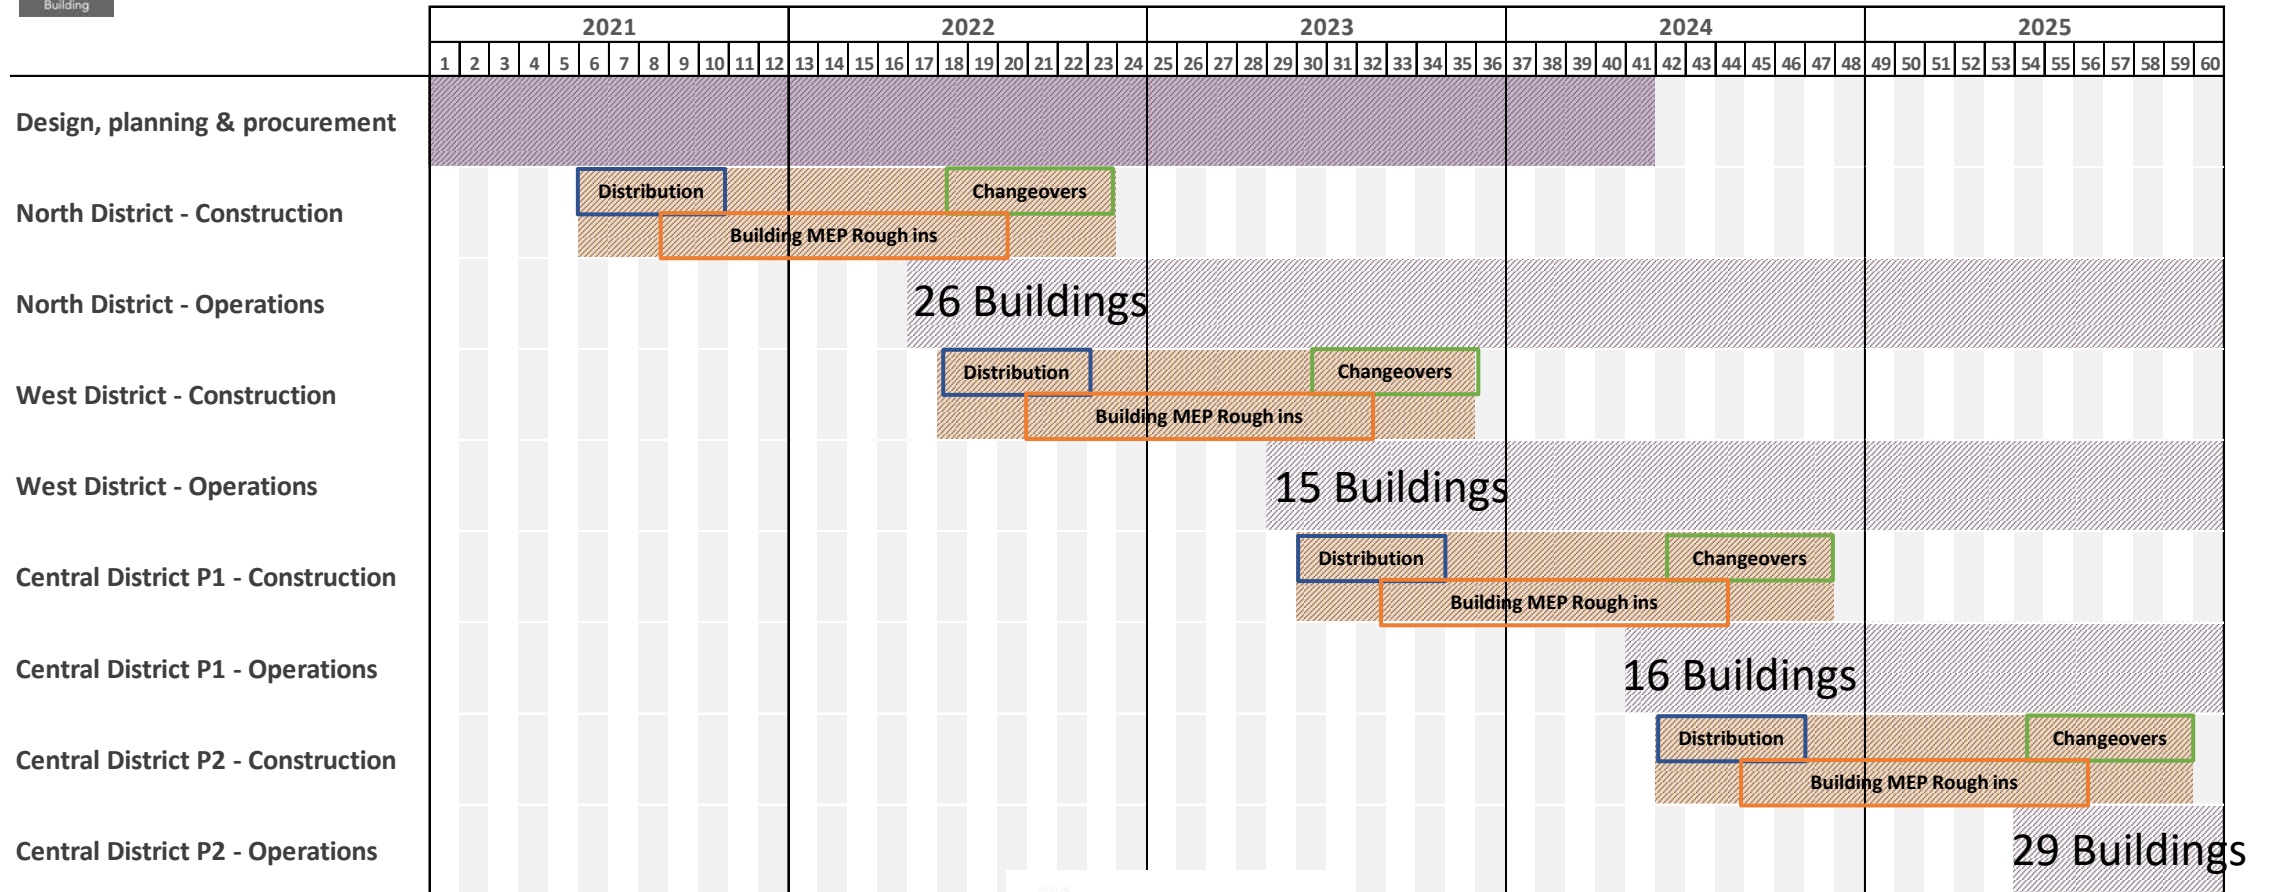 Building
2021 2022 2023 2024 2025
1 2 3 4 5 6 7 8 9 10 11 12 13 14 15 16 17 18 19 20 21 22 23 24 25 26 27 28 29 30 31 32 33 34 35 36 37 38 39 40 41 42 43 44 45 46 47 48 49 50 51 52 53 54 55 56 57 58 59 60
Design, planning & procurement
Distribution Changeovers
North District - Construction
Building MEP Rough ins
North District - Operations 26 Buildings
Distribution Changeovers
West District - Construction
Building MEP Rough ins
West District - Operations 15 Buildings
Distribution Changeovers
Central District P1 - Construction
Building MEP Rough ins
Central District P1 - Operations 16 Buildings
Distribution Changeovers
Central District P2 - Construction
Building MEP Rough ins
Central District P2 - Operations 29 Buildings